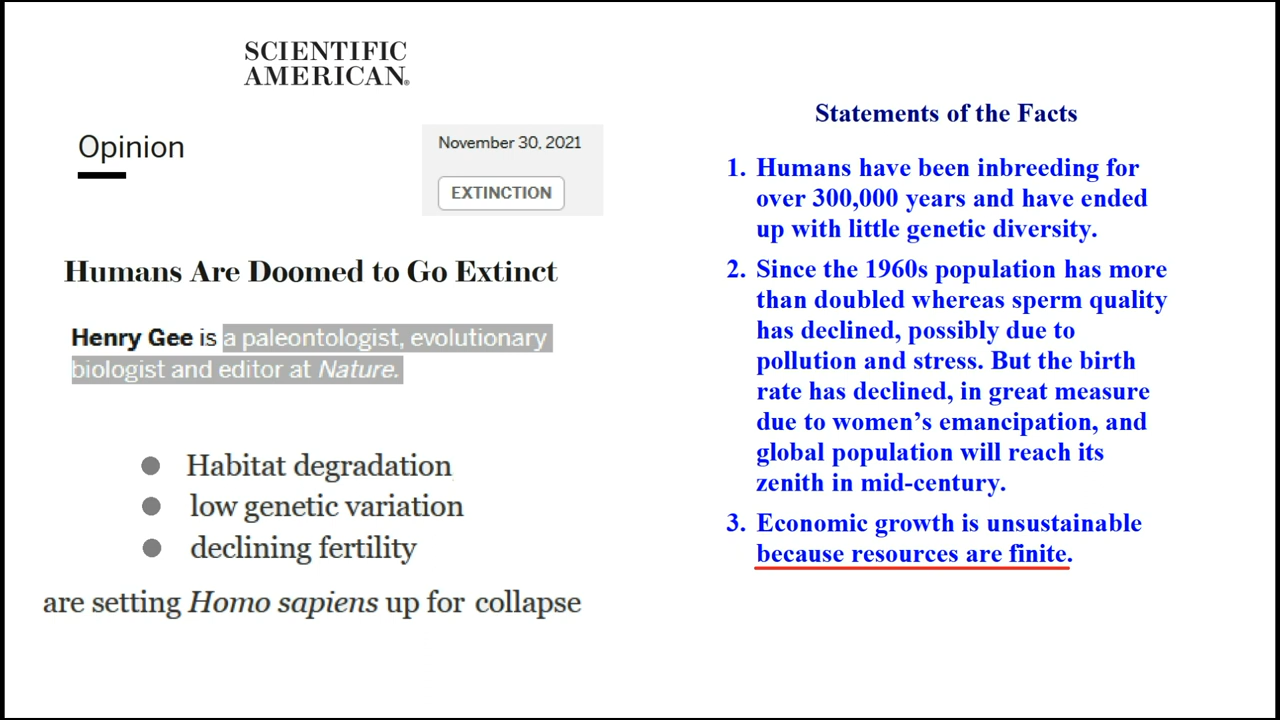 SCIENTIFIC
AMERICAN®
Opinion
November 30, 2021
EXTINCTION
Humans Are Doomed to Go Extinct
Henry Gee is a paleontologist, evolutionary
biologist and editor at Nature.
● Habitat degradation
● low genetic variation
● declining fertility
are setting Homo sapiens up for collapse
Statements of the Facts
1. Humans have been inbreeding for
over 300,000 years and have ended
up with little genetic diversity.
2. Since the 1960s population has more
than doubled whereas sperm quality
has declined, possibly due to
pollution and stress. But the birth
rate has declined, in great measure
due to women’s emancipation, and
global population will reach its
zenith in mid-century.
3. Economic growth is unsustainable
because resources are finite.